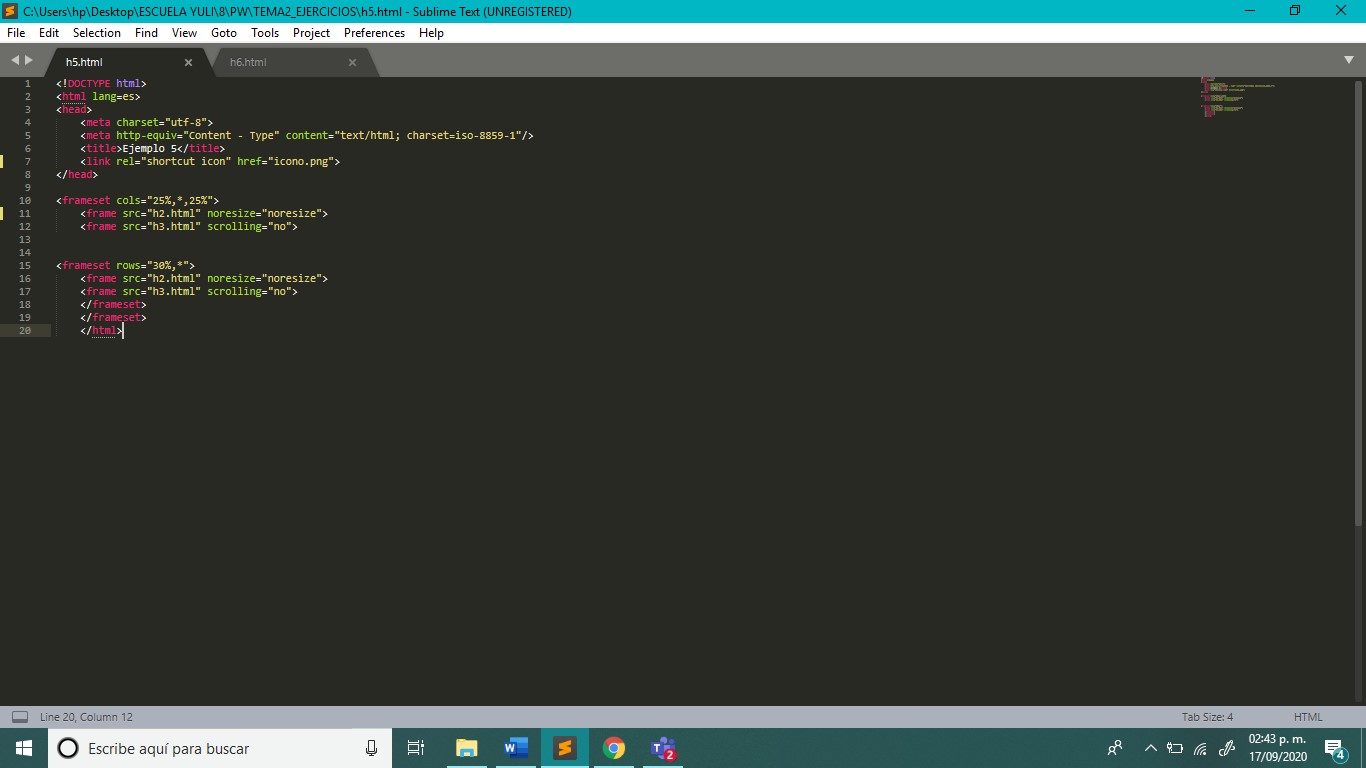 C:\Users\hp\Desktop\ESCUELA YULI\8\PW\TEMA2_EJERCICIOS\h5.html - Sublime Text (UNREGISTERED)
File Edit Selection Find View Goto Tools Project Preferences Help
h5.html h6.html
1 <!DOCTYPE html>
2 <html lang=es>
3 <head>
4 <meta charset="utf-8">
5 <meta http-equiv="Content - Type" content="text/html; charset=iso-8859-1"/>
6 <title>Ejemplo 5</title>
7 <link rel="shortcut icon" href="icono.png">
8 </head>
9
10 <frameset cols="25%,*,25%">
11 <frame src="h2.html" noresize="noresize">
12 <frame src="h3.html" scrolling="no">
13
14
15 <frameset rows="30%,*">
16 <frame src="h2.html" noresize="noresize">
17 <frame src="h3.html" scrolling="no">
18 </frameset>
19 </frameset>
20 </html>
Line 20, Column 12 Tab Size: 4 HTML
Escribe aquí para buscar
W
T
2
02:43 p. m.
17/09/2020
4